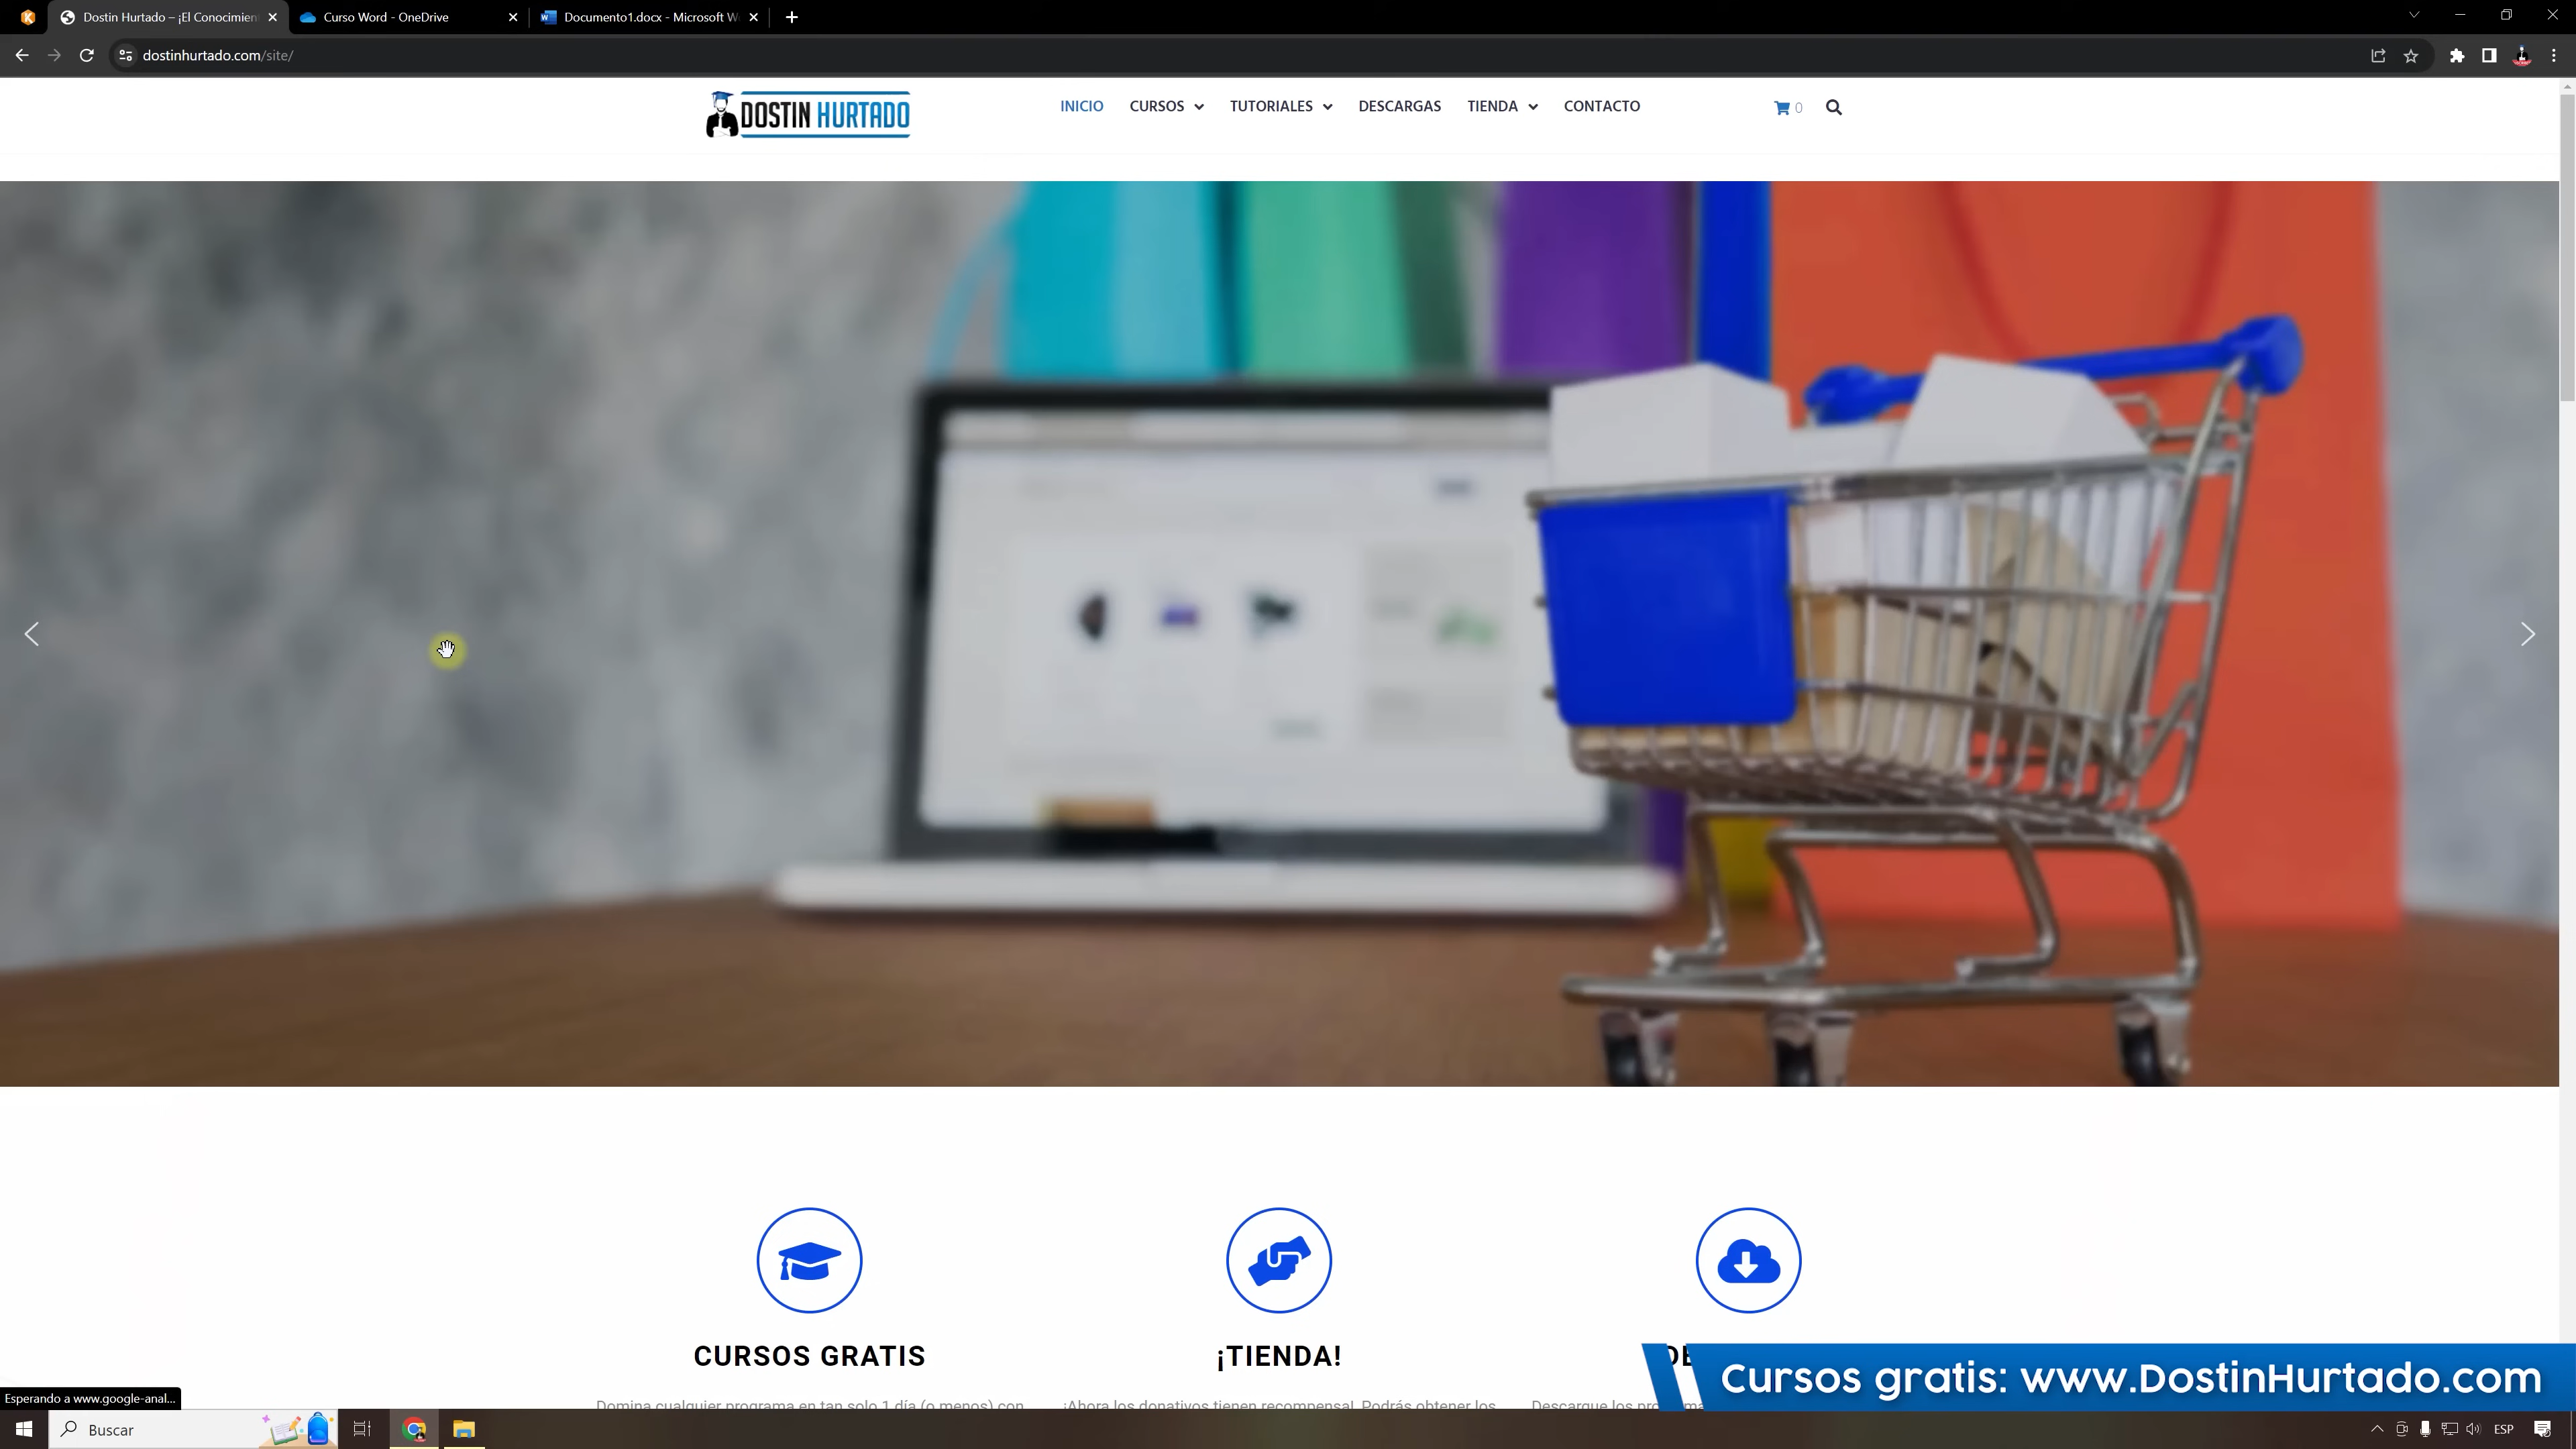 Dostin Hurtado – ¡El Conocimien
Curso Word - OneDrive
Documento1.docx - Microsoft W
dostinhurtado.com/site/
DOSTIN HURTADO
INICIO
CURSOS
TUTORIALES
DESCARGAS
TIENDA
CONTACTO
0
CURSOS GRATIS
¡TIENDA!
DE
Domina cualquier programa en tan solo 1 día (o menos) con
¡Ahora los donativos tienen recompensa!. Podrás obtener los
Descargue los programa
Cursos gratis: www.DostinHurtado.com
Esperando a www.google-anal...
Buscar
ESP